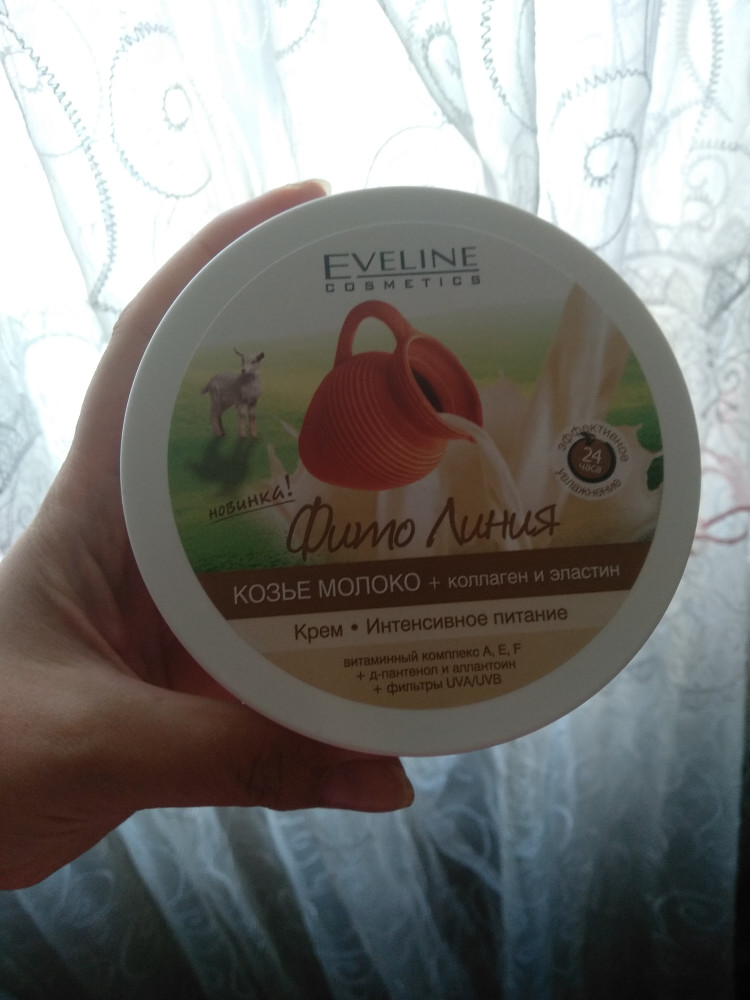 EVELINE
COSMETICS
эффективное
24
часа
увлажнение
новинка!
Фито Линия
КОЗЬЕ МОЛОКО + коллаген и эластин
Крем • Интенсивное питание
витаминный комплекс A, E, F
+ д-пантенол и аллантоин
+ фильтры UVA/UVB